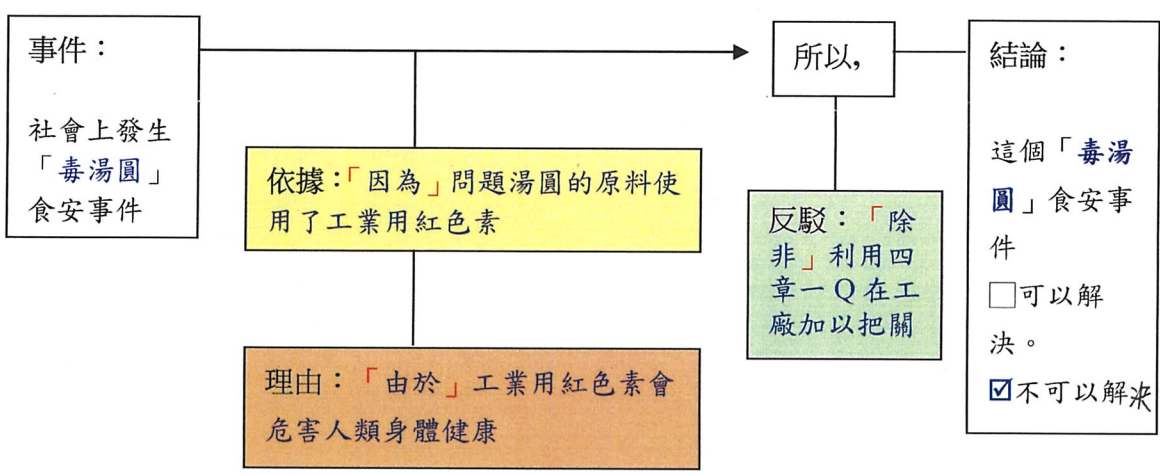 事件：
社會上發生
「毒湯圓」
食安事件
依據：「因為」問題湯圓的原料使
用了工業用紅色素
理由：「由於」工業用紅色素會
危害人類身體健康
所以,
反駁：「除
非」利用四
章一Q在工
廠加以把關
結論：
這個「毒湯
圓」食安事
件
□可以解
決。
☑不可以解決